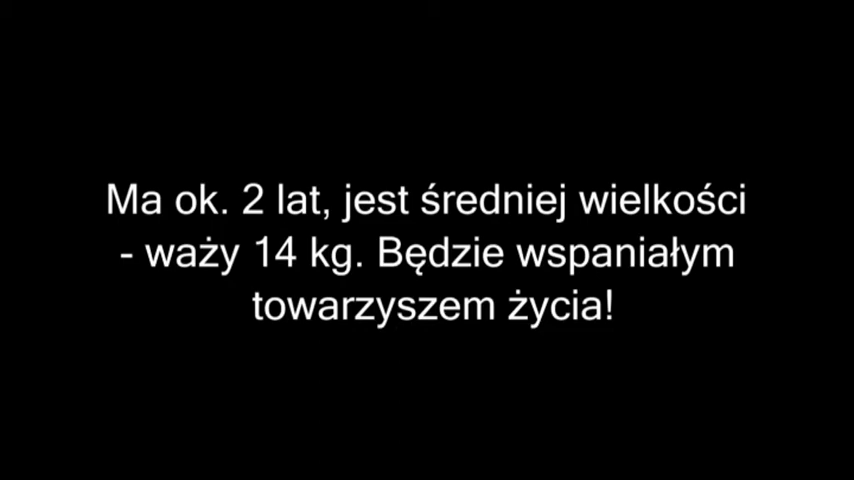 Ma ok. 2 lat, jest średniej wielkości
- waży 14 kg. Będzie wspaniałym
towarzyszem życia!